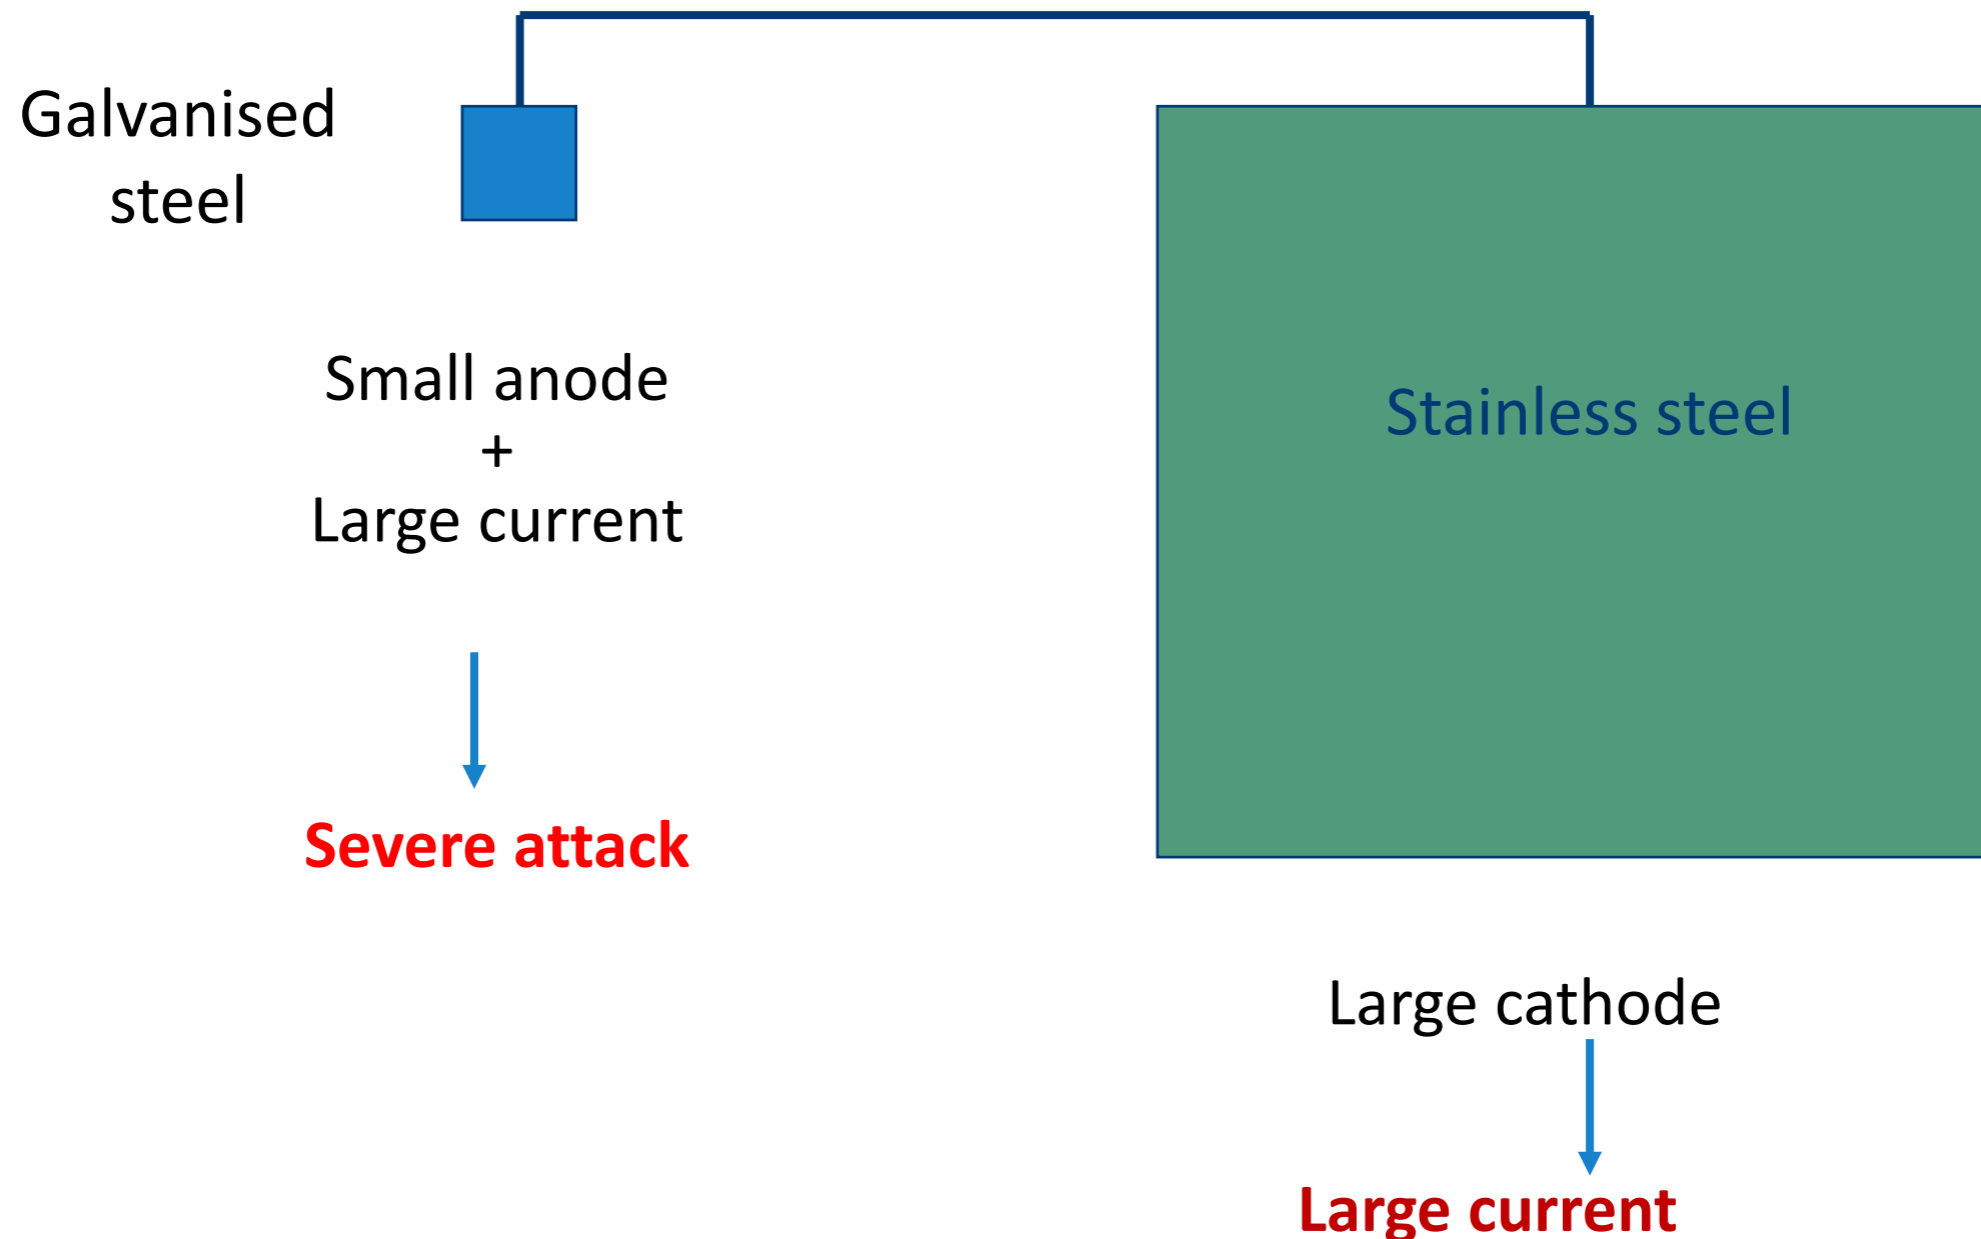 Galvanised
steel
Small anode
+
Large current
Severe attack
Stainless steel
Large cathode
Large current